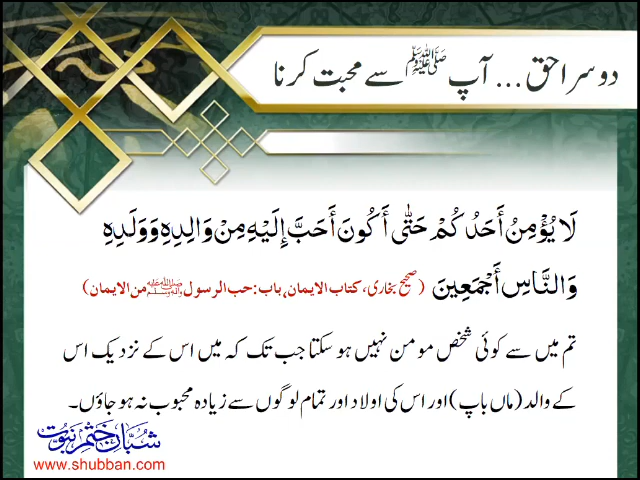 دوسرا حق ... آپ ﷺ سے محبت کرنا
لَا يُؤْمِنُ أَحَدُكُمْ حَتّٰى أَكُونَ أَحَبَّ إِلَيْهِ مِنْ وَالِدِهِ وَوَلَدِهِ
وَالنَّاسِ أَجْمَعِينَ (صحیح بخاری، کتاب الایمان، باب: حب الرسول ﷺ من الایمان)
تم میں سے کوئی شخص مومن نہیں ہو سکتا جب تک کہ میں اس کے نزدیک اس
کے والد (ماں باپ) اور اس کی اولاد اور تمام لوگوں سے زیادہ محبوب نہ ہو جاؤں۔
شبان ختم نبوت
www.shubban.com